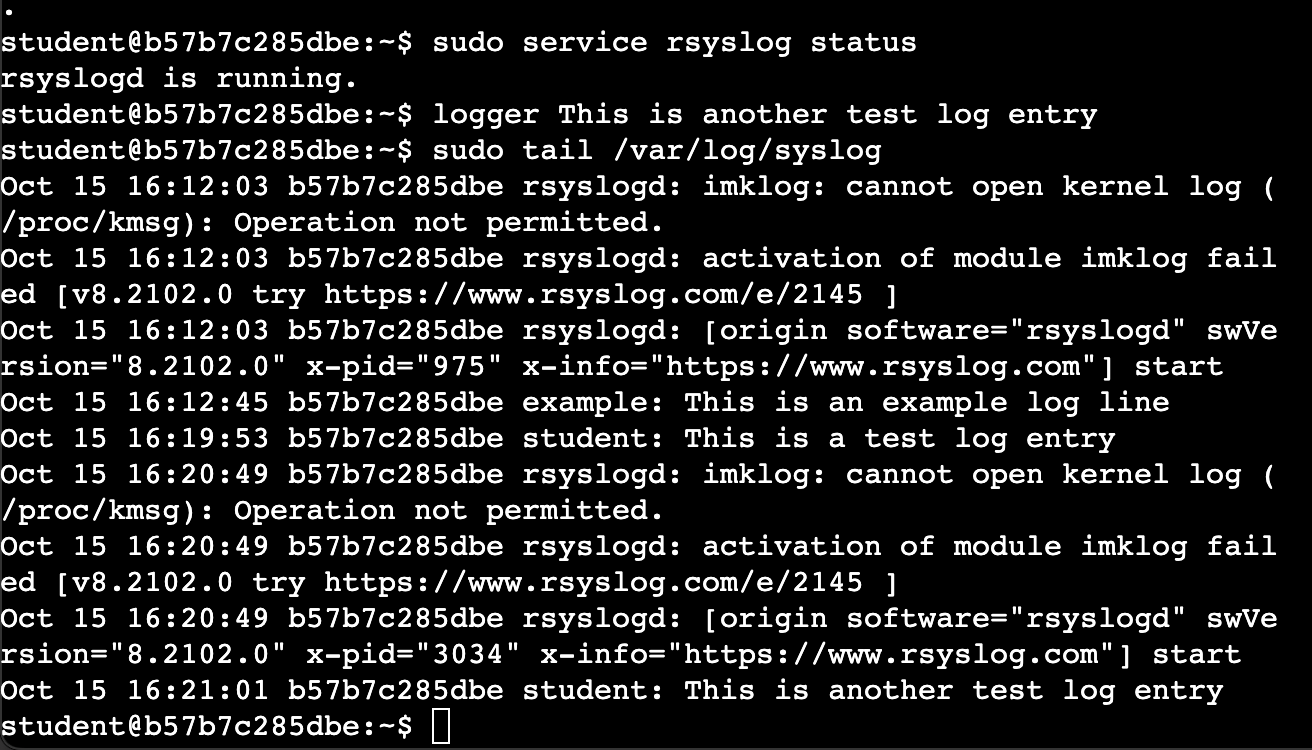 .
student@b57b7c285dbe:~$ sudo service rsyslog status
rsyslogd is running.
student@b57b7c285dbe:~$ logger This is another test log entry
student@b57b7c285dbe:~$ sudo tail /var/log/syslog
Oct 15 16:12:03 b57b7c285dbe rsyslogd: imklog: cannot open kernel log (
/proc/kmsg): Operation not permitted.
Oct 15 16:12:03 b57b7c285dbe rsyslogd: activation of module imklog fail
ed [v8.2102.0 try https://www.rsyslog.com/e/2145 ]
Oct 15 16:12:03 b57b7c285dbe rsyslogd: [origin software="rsyslogd" swVe
rsion="8.2102.0" x-pid="975" x-info="https://www.rsyslog.com"] start
Oct 15 16:12:45 b57b7c285dbe example: This is an example log line
Oct 15 16:19:53 b57b7c285dbe student: This is a test log entry
Oct 15 16:20:49 b57b7c285dbe rsyslogd: imklog: cannot open kernel log (
/proc/kmsg): Operation not permitted.
Oct 15 16:20:49 b57b7c285dbe rsyslogd: activation of module imklog fail
ed [v8.2102.0 try https://www.rsyslog.com/e/2145 ]
Oct 15 16:20:49 b57b7c285dbe rsyslogd: [origin software="rsyslogd" swVe
rsion="8.2102.0" x-pid="3034" x-info="https://www.rsyslog.com"] start
Oct 15 16:21:01 b57b7c285dbe student: This is another test log entry
student@b57b7c285dbe:~$